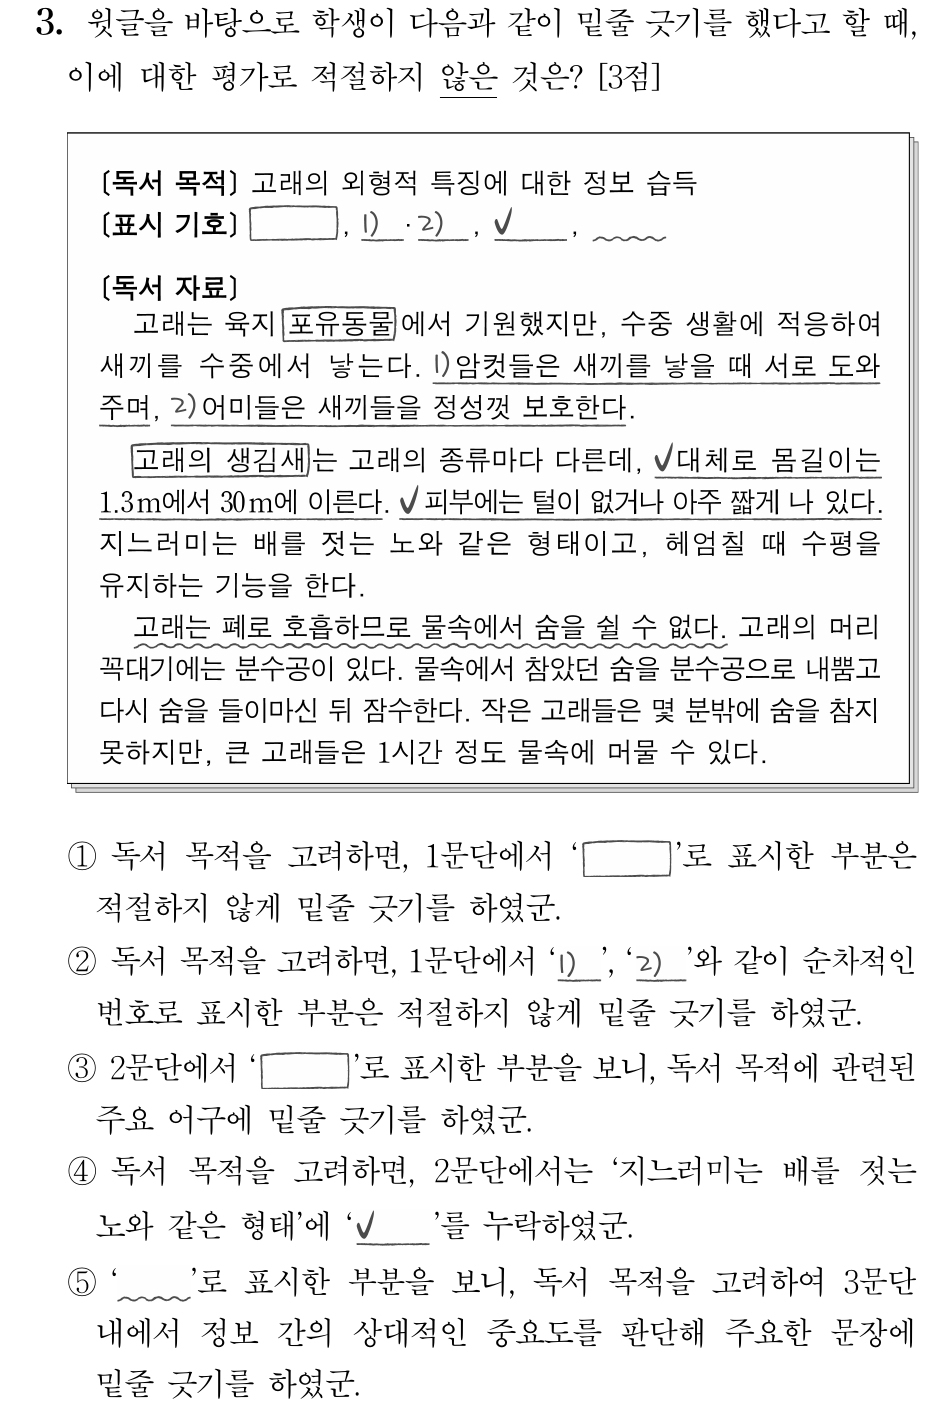 3. 윗글을 바탕으로 학생이 다음과 같이 밑줄 긋기를 했다고 할 때,
이에 대한 평가로 적절하지 않은 것은? [3점]
〔독서 목적〕 고래의 외형적 특징에 대한 정보 습득
〔표시 기호〕 , 1) · 2) , ✓ ,
〔독서 자료〕
고래는 육지 포유동물에서 기원했지만, 수중 생활에 적응하여
새끼를 수중에서 낳는다. 1)암컷들은 새끼를 낳을 때 서로 도와
주며, 2)어미들은 새끼들을 정성껏 보호한다.
고래의 생김새는 고래의 종류마다 다른데, ✓대체로 몸길이는
1.3m에서 30m에 이른다. ✓피부에는 털이 없거나 아주 짧게 나 있다.
지느러미는 배를 젓는 노와 같은 형태이고, 헤엄칠 때 수평을
유지하는 기능을 한다.
고래는 폐로 호흡하므로 물속에서 숨을 쉴 수 없다. 고래의 머리
꼭대기에는 분수공이 있다. 물속에서 참았던 숨을 분수공으로 내뿜고
다시 숨을 들이마신 뒤 잠수한다. 작은 고래들은 몇 분밖에 숨을 참지
못하지만, 큰 고래들은 1시간 정도 물속에 머물 수 있다.
① 독서 목적을 고려하면, 1문단에서 ‘ ’로 표시한 부분은
적절하지 않게 밑줄 긋기를 하였군.
② 독서 목적을 고려하면, 1문단에서 ‘1) ’, ‘2) ’와 같이 순차적인
번호로 표시한 부분은 적절하지 않게 밑줄 긋기를 하였군.
③ 2문단에서 ‘ ’로 표시한 부분을 보니, 독서 목적에 관련된
주요 어구에 밑줄 긋기를 하였군.
④ 독서 목적을 고려하면, 2문단에서는 ‘지느러미는 배를 젓는
노와 같은 형태’에 ‘✓ ’를 누락하였군.
⑤ ‘ ’로 표시한 부분을 보니, 독서 목적을 고려하여 3문단
내에서 정보 간의 상대적인 중요도를 판단해 주요한 문장에
밑줄 긋기를 하였군.